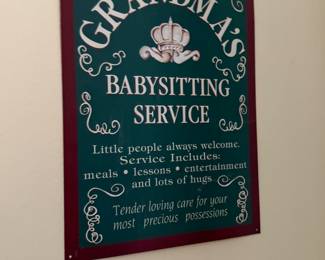 GRANDMA'S
BABYSITTING
SERVICE
Little people always welcome.
Service Includes:
meals • lessons • entertainment
and lots of hugs
Tender loving care for your
most precious possessions